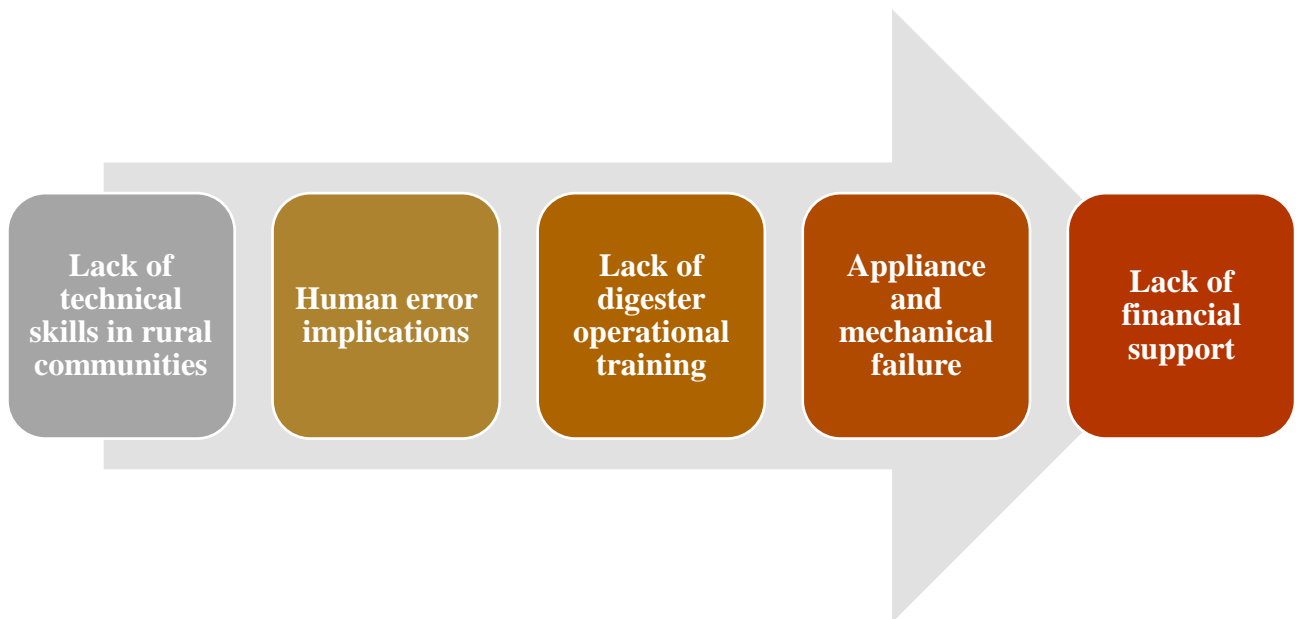 Lack of
technical
skills in rural
communities
Human error
implications
Lack of
digester
operational
training
Appliance
and
mechanical
failure
Lack of
financial
support